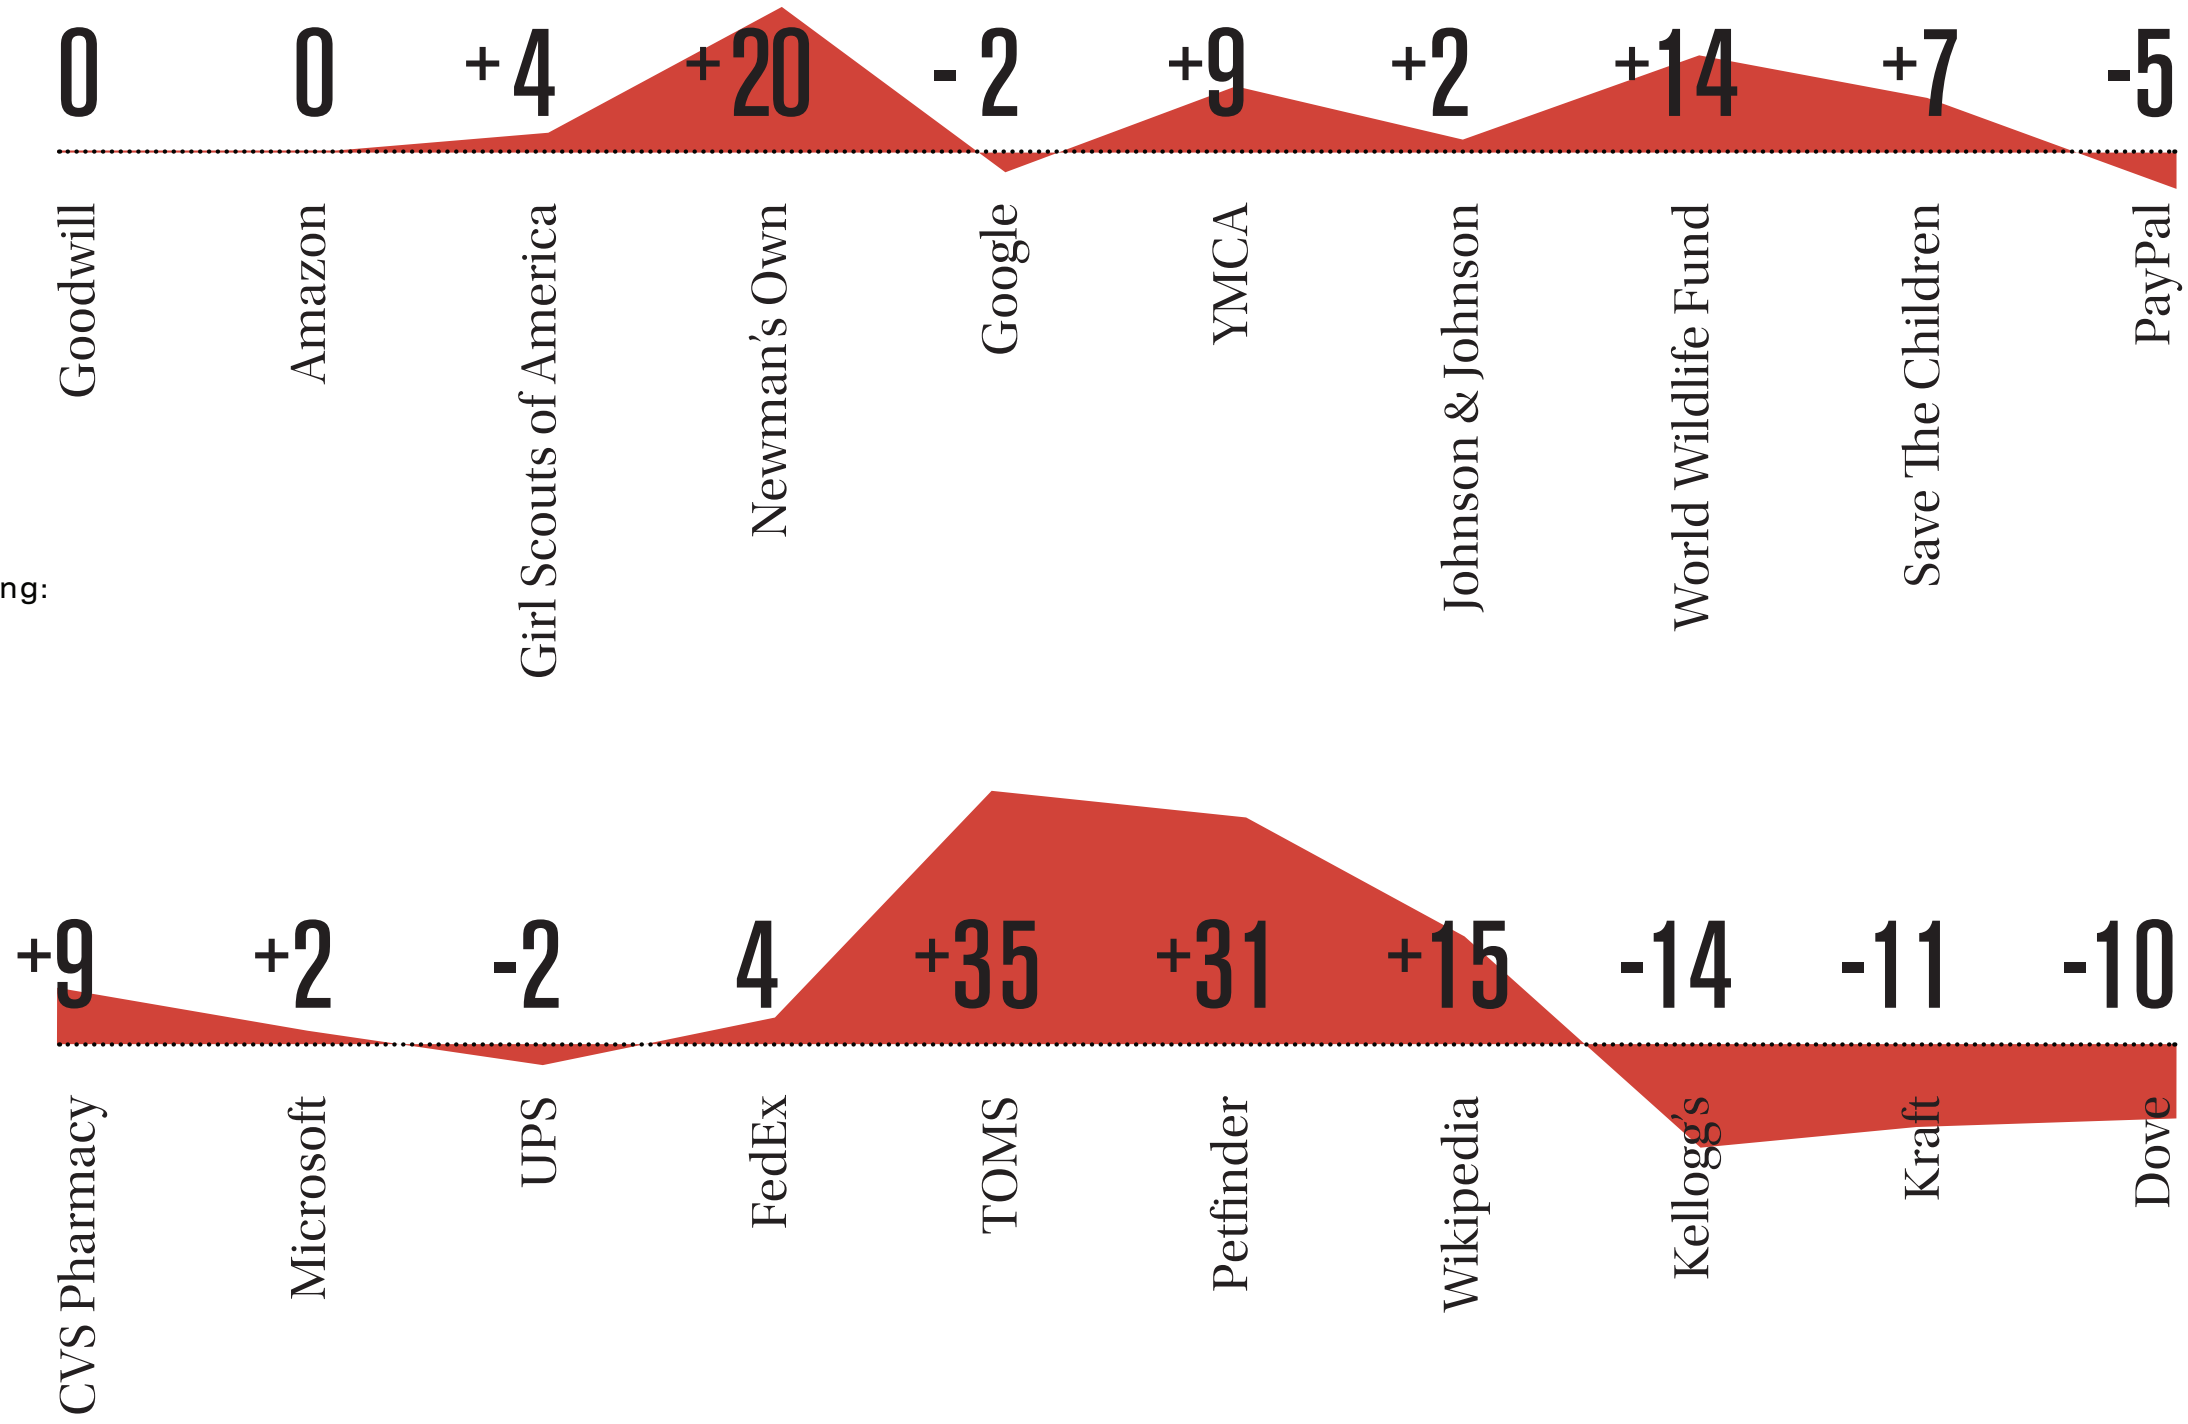 0 0 +4 +20 -2 +9 +2 +14 +7 -5
Goodwill
Amazon
Girl Scouts of America
Newman's Own
Google
YMCA
Johnson & Johnson
World Wildlife Fund
Save The Children
PayPal
ng:
+9 +2 -2 4 +35 +31 +15 -14 -11 -10
CVS Pharmacy
Microsoft
UPS
FedEx
TOMS
Petfinder
Wikipedia
Kellogg's
Kraft
Dove